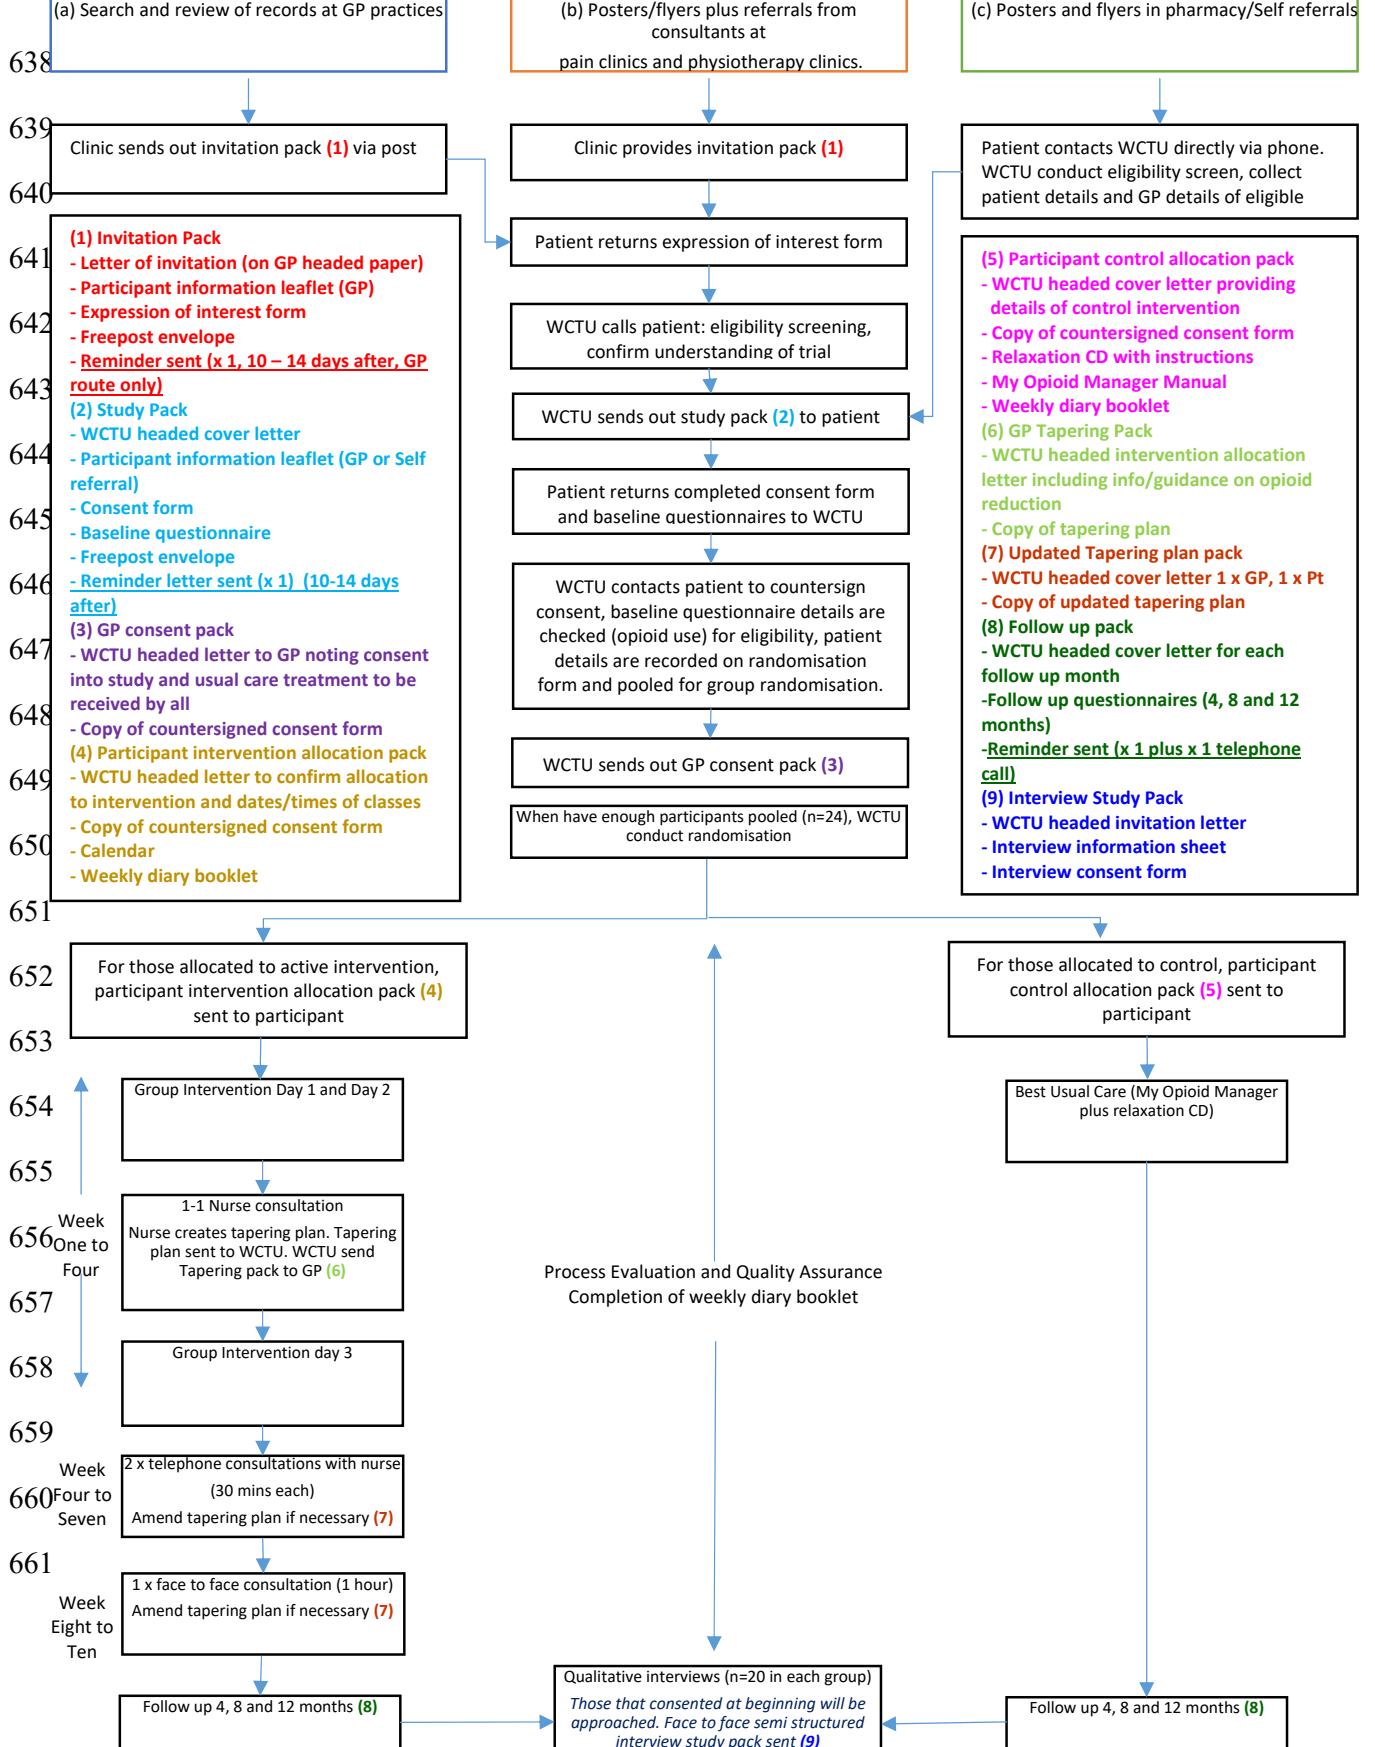 (a) Search and review of records at GP practices
(b) Posters/flyers plus referrals from
consultants at
pain clinics and physiotherapy clinics.
(c) Posters and flyers in pharmacy/Self referrals
638
639
Clinic sends out invitation pack (1) via post
Clinic provides invitation pack (1)
Patient contacts WCTU directly via phone.
WCTU conduct eligibility screen, collect
patient details and GP details of eligible
640
641
Patient returns expression of interest form
(1) Invitation Pack
- Letter of invitation (on GP headed paper)
- Participant information leaflet (GP)
- Expression of interest form
- Freepost envelope
- Reminder sent (x 1, 10 – 14 days after, GP
route only)
(2) Study Pack
- WCTU headed cover letter
- Participant information leaflet (GP or Self
referral)
- Consent form
- Baseline questionnaire
- Freepost envelope
- Reminder letter sent (x 1)  (10-14 days
after)
(3) GP consent pack
- WCTU headed letter to GP noting consent
into study and usual care treatment to be
received by all
- Copy of countersigned consent form
(4) Participant intervention allocation pack
- WCTU headed letter to confirm allocation
to intervention and dates/times of classes
- Copy of countersigned consent form
- Calendar
- Weekly diary booklet
642
WCTU calls patient: eligibility screening,
confirm understanding of trial
643
WCTU sends out study pack (2) to patient
644
Patient returns completed consent form
and baseline questionnaires to WCTU
645
646
WCTU contacts patient to countersign
consent, baseline questionnaire details are
checked (opioid use) for eligibility, patient
details are recorded on randomisation
form and pooled for group randomisation.
647
648
WCTU sends out GP consent pack (3)
649
When have enough participants pooled (n=24), WCTU
conduct randomisation
650
(5) Participant control allocation pack
- WCTU headed cover letter providing
details of control intervention
- Copy of countersigned consent form
- Relaxation CD with instructions
- My Opioid Manager Manual
- Weekly diary booklet
(6) GP Tapering Pack
- WCTU headed intervention allocation
letter including info/guidance on opioid
reduction
- Copy of tapering plan
(7) Updated Tapering plan pack
- WCTU headed cover letter 1 x GP, 1 x Pt
- Copy of updated tapering plan
(8) Follow up pack
- WCTU headed cover letter for each
follow up month
-Follow up questionnaires (4, 8 and 12
months)
-Reminder sent (x 1 plus x 1 telephone
call)
(9) Interview Study Pack
- WCTU headed invitation letter
- Interview information sheet
- Interview consent form
651
652
For those allocated to active intervention,
participant intervention allocation pack (4)
sent to participant
For those allocated to control, participant
control allocation pack (5) sent to
participant
653
654
Group Intervention Day 1 and Day 2
Best Usual Care (My Opioid Manager
plus relaxation CD)
655
656
Week
One to
Four
1-1 Nurse consultation
Nurse creates tapering plan. Tapering
plan sent to WCTU. WCTU send
Tapering pack to GP (6)
Process Evaluation and Quality Assurance
Completion of weekly diary booklet
657
658
Group Intervention day 3
659
660
Week
Four to
Seven
2 x telephone consultations with nurse
(30 mins each)
Amend tapering plan if necessary (7)
661
Week
Eight to
Ten
1 x face to face consultation (1 hour)
Amend tapering plan if necessary (7)
Follow up 4, 8 and 12 months (8)
Qualitative interviews (n=20 in each group)
Those that consented at beginning will be
approached. Face to face semi structured
interview study pack sent (9)
Follow up 4, 8 and 12 months (8)